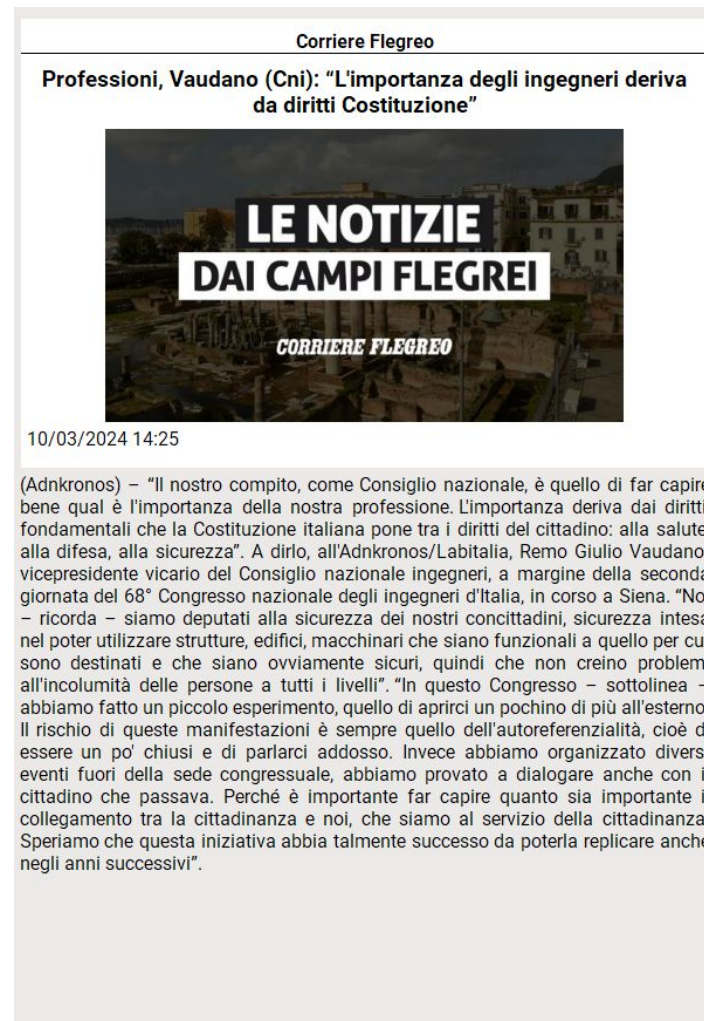 Corriere Flegreo
Professioni, Vaudano (Cni): “L'importanza degli ingegneri deriva
da diritti Costituzione”
LE NOTIZIE
DAI CAMPI FLEGREI
CORRIERE FLEGREO
10/03/2024 14:25
(Adnkronos) – “Il nostro compito, come Consiglio nazionale, è quello di far capire
bene qual è l'importanza della nostra professione. L'importanza deriva dai diritti
fondamentali che la Costituzione italiana pone tra i diritti del cittadino: alla salute
alla difesa, alla sicurezza”. A dirlo, all'Adnkronos/Labitalia, Remo Giulio Vaudano
vicepresidente vicario del Consiglio nazionale ingegneri, a margine della seconda
giornata del 68° Congresso nazionale degli ingegneri d'Italia, in corso a Siena. “No
– ricorda – siamo deputati alla sicurezza dei nostri concittadini, sicurezza intesa
nel poter utilizzare strutture, edifici, macchinari che siano funzionali a quello per cu
sono destinati e che siano ovviamente sicuri, quindi che non creino problem
all'incolumità delle persone a tutti i livelli”. “In questo Congresso – sottolinea –
abbiamo fatto un piccolo esperimento, quello di aprirci un pochino di più all'esterno
Il rischio di queste manifestazioni è sempre quello dell'autoreferenzialità, cioè d
essere un po' chiusi e di parlarci addosso. Invece abbiamo organizzato divers
eventi fuori della sede congressuale, abbiamo provato a dialogare anche con i
cittadino che passava. Perché è importante far capire quanto sia importante i
collegamento tra la cittadinanza e noi, che siamo al servizio della cittadinanza
Speriamo che questa iniziativa abbia talmente successo da poterla replicare anche
negli anni successivi”.